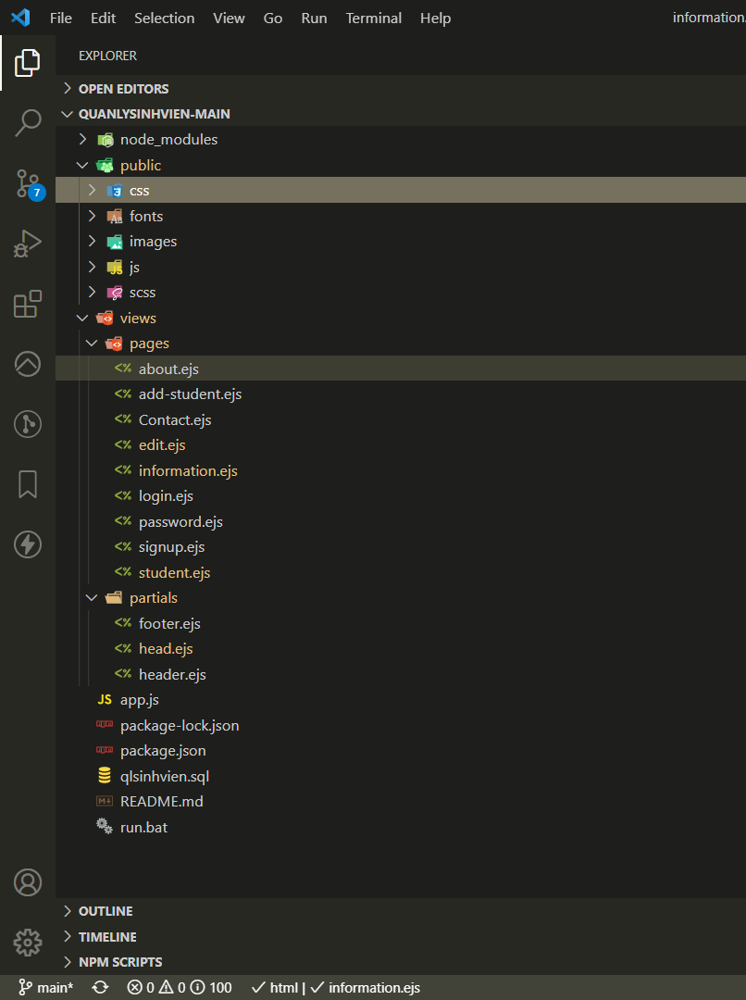 File Edit Selection View Go Run Terminal Help information.
EXPLORER
OPEN EDITORS
QUANLYSINHVIEN-MAIN
node_modules
public
css
fonts
images
js
scss
views
pages
<% about.ejs
<% add-student.ejs
<% Contact.ejs
<% edit.ejs
<% information.ejs
<% login.ejs
<% password.ejs
<% signup.ejs
<% student.ejs
partials
<% footer.ejs
<% head.ejs
<% header.ejs
JS app.js
package-lock.json
package.json
qlsinhvien.sql
README.md
run.bat
7
OUTLINE
TIMELINE
NPM SCRIPTS
main* 0 0 100 html | information.ejs